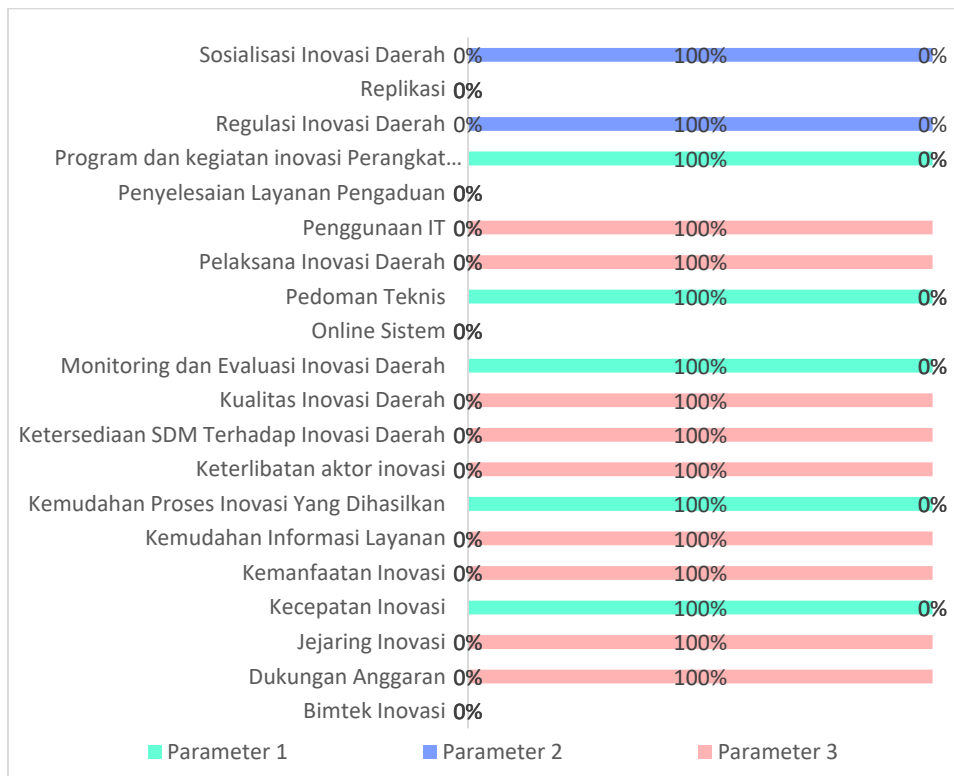 Sosialisasi Inovasi Daerah 0% 100% 0%
Replikasi 0%
Regulasi Inovasi Daerah 0% 100% 0%
Program dan kegiatan inovasi Perangkat... 100% 0%
Penyelesaian Layanan Pengaduan 0%
Penggunaan IT 0% 100%
Pelaksana Inovasi Daerah 0% 100%
Pedoman Teknis 100% 0%
Online Sistem 0%
Monitoring dan Evaluasi Inovasi Daerah 100% 0%
Kualitas Inovasi Daerah 0% 100%
Ketersediaan SDM Terhadap Inovasi Daerah 0% 100%
Keterlibatan aktor inovasi 0% 100%
Kemudahan Proses Inovasi Yang Dihasilkan 100% 0%
Kemudahan Informasi Layanan 0% 100%
Kemanfaatan Inovasi 0% 100%
Kecepatan Inovasi 100% 0%
Jejaring Inovasi 0% 100%
Dukungan Anggaran 0% 100%
Bimtek Inovasi 0%
Parameter 1 Parameter 2 Parameter 3